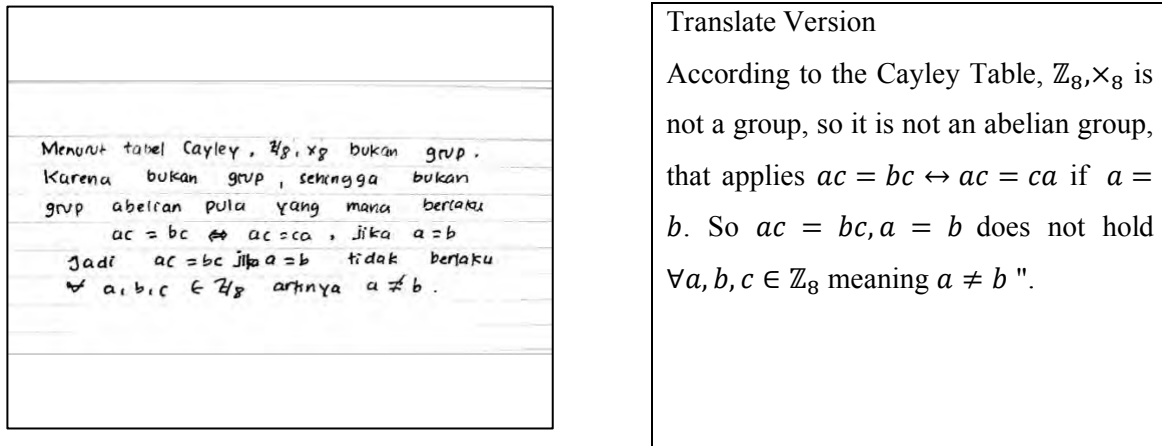 Menurut tabel Cayley, ℤ8, ×8 bukan grup.
Karena bukan grup, sehingga bukan
grup abelian pula yang mana berlaku
ac = bc ⇔ ac = ca, jika a = b
Jadi ac = bc jika a = b tidak berlaku
∀ a, b, c ∈ ℤ8 artinya a ≠ b.
Translate Version
According to the Cayley Table, ℤ₈,×₈ is
not a group, so it is not an abelian group,
that applies 𝑎𝑐 = 𝑏𝑐 ↔ 𝑎𝑐 = 𝑐𝑎 if 𝑎 =
𝑏. So 𝑎𝑐 = 𝑏𝑐, 𝑎 = 𝑏 does not hold
∀𝑎, 𝑏, 𝑐 ∈ ℤ₈ meaning 𝑎 ≠ 𝑏 ".